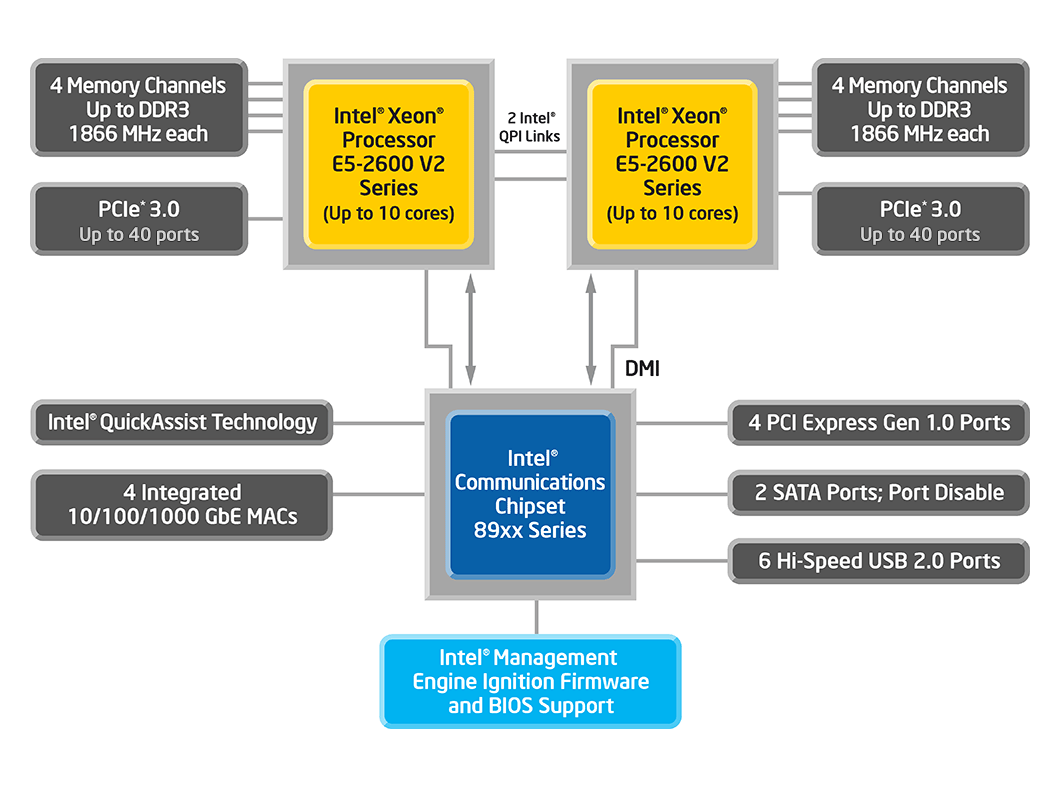 4 Memory Channels
Up to DDR3
1866 MHz each
PCIe* 3.0
Up to 40 ports
Intel® Xeon®
Processor
E5-2600 V2
Series
(Up to 10 cores)
2 Intel®
QPI Links
Intel® Xeon®
Processor
E5-2600 V2
Series
(Up to 10 cores)
4 Memory Channels
Up to DDR3
1866 MHz each
PCIe* 3.0
Up to 40 ports
DMI
Intel® QuickAssist Technology
4 Integrated
10/100/1000 GbE MACs
Intel®
Communications
Chipset
89xx Series
4 PCI Express Gen 1.0 Ports
2 SATA Ports; Port Disable
6 Hi-Speed USB 2.0 Ports
Intel® Management
Engine Ignition Firmware
and BIOS Support